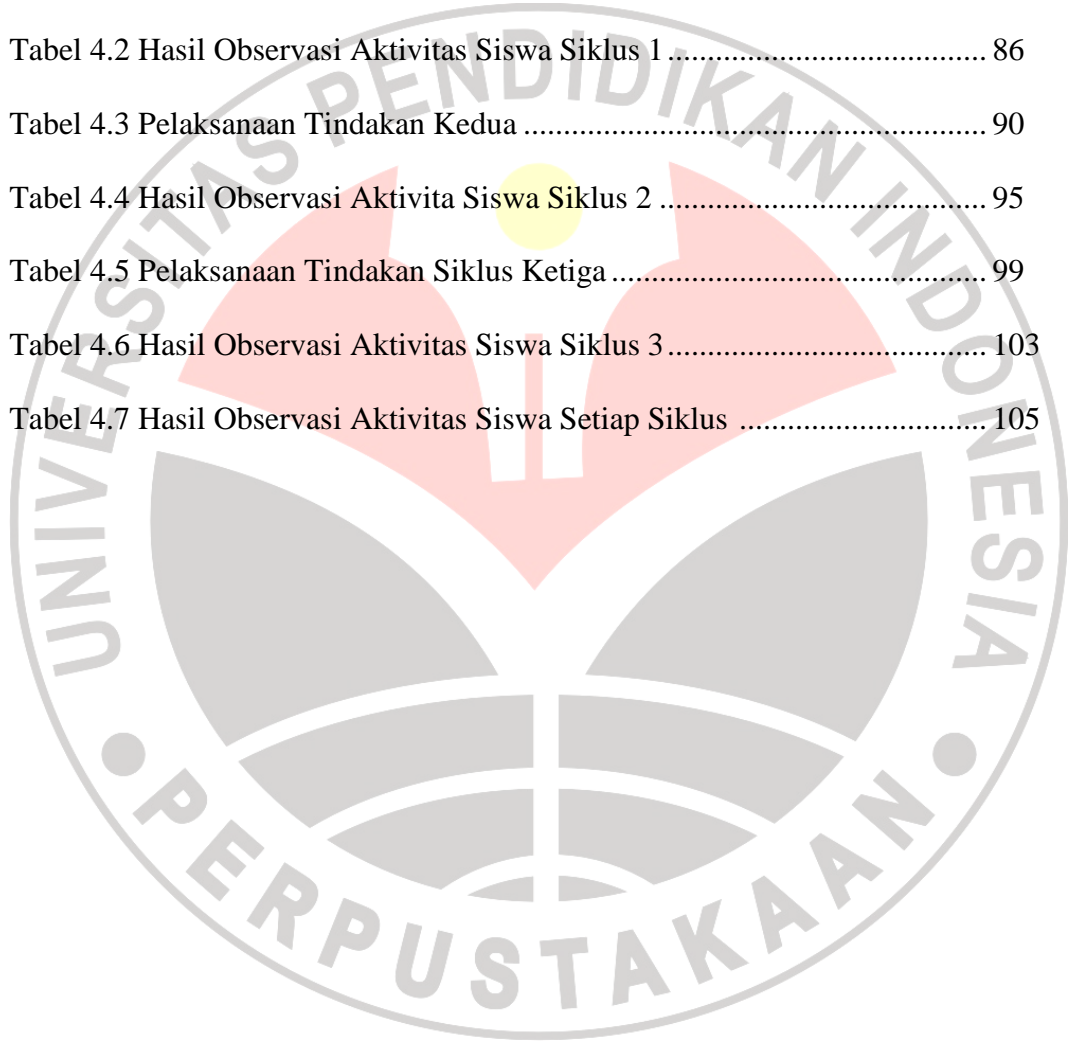 Tabel 4.2 Hasil Observasi Aktivitas Siswa Siklus 1....................................... 86
Tabel 4.3 Pelaksanaan Tindakan Kedua ......................................................... 90
Tabel 4.4 Hasil Observasi Aktivita Siswa Siklus 2 ........................................ 95
Tabel 4.5 Pelaksanaan Tindakan Siklus Ketiga .............................................. 99
Tabel 4.6 Hasil Observasi Aktivitas Siswa Siklus 3....................................... 103
Tabel 4.7 Hasil Observasi Aktivitas Siswa Setiap Siklus .............................. 105
UNIVERSITAS PENDIDIKAN INDONESIA
PERPUSTAKAAN